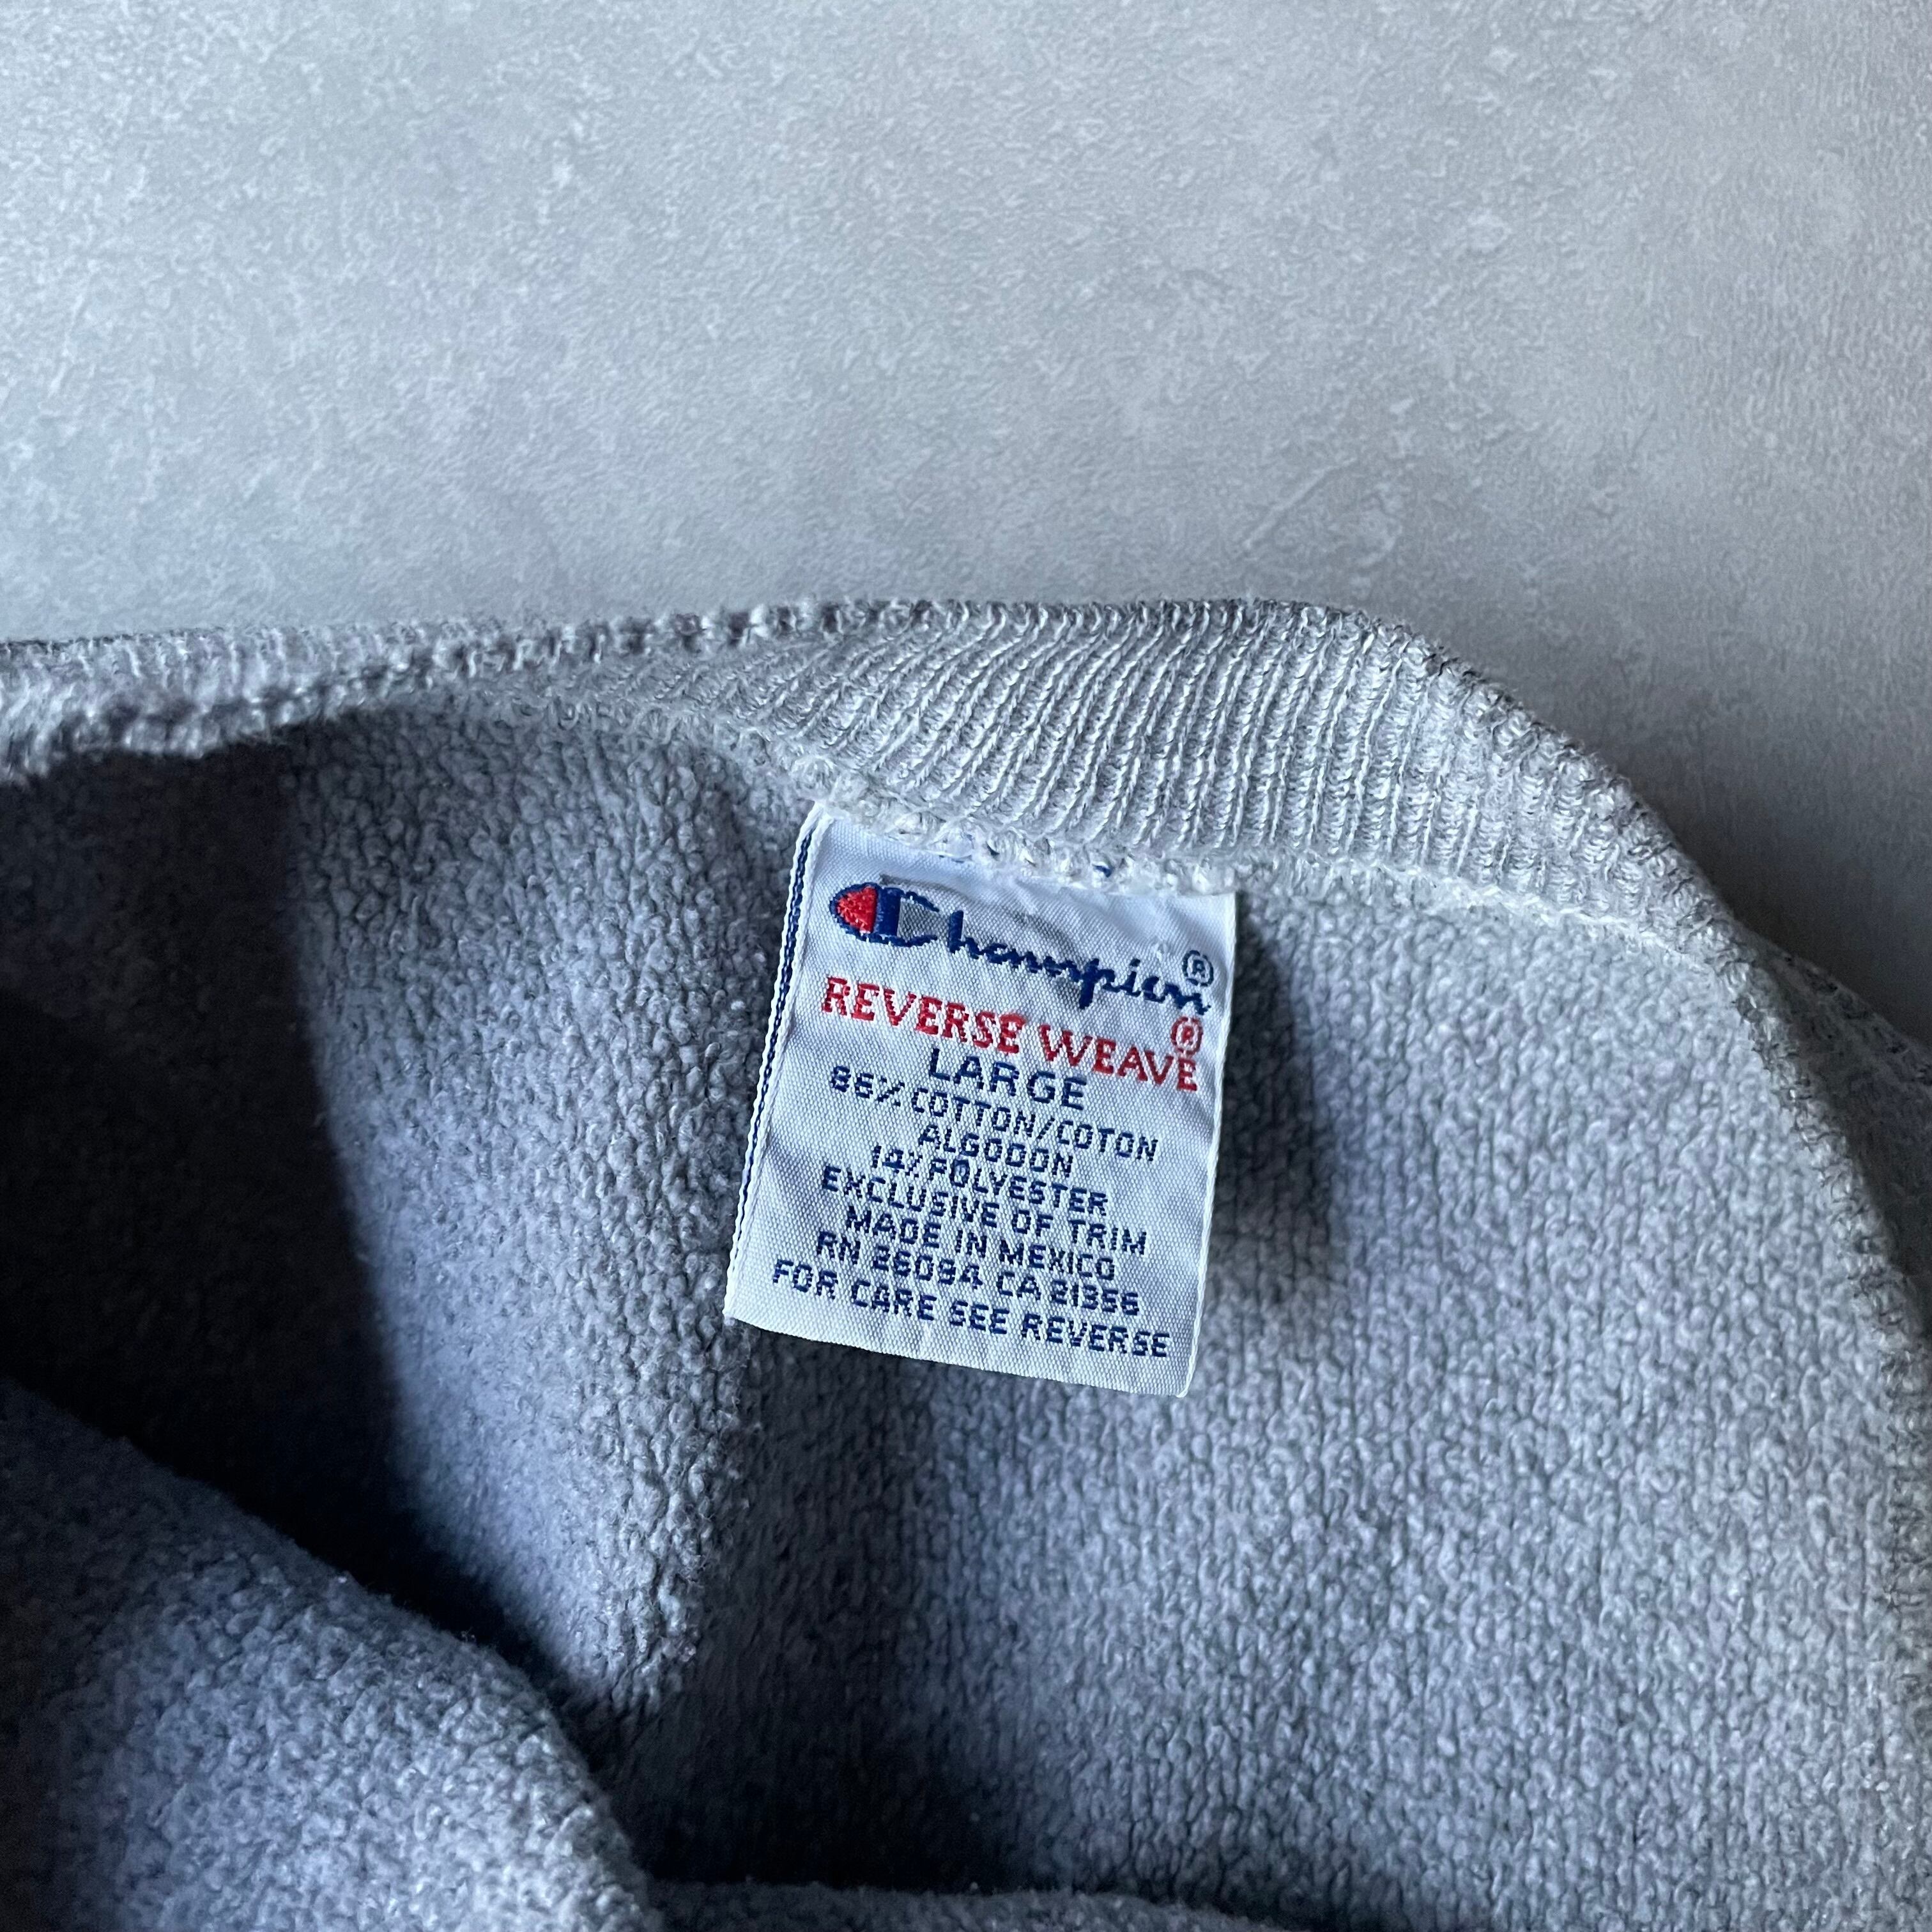 Champion®
REVERSE WEAVE®
LARGE
86% COTTON/COTON
ALGODON
14% POLYESTER
EXCLUSIVE OF TRIM
MADE IN MEXICO
RN 26094 CA 21356
FOR CARE SEE REVERSE